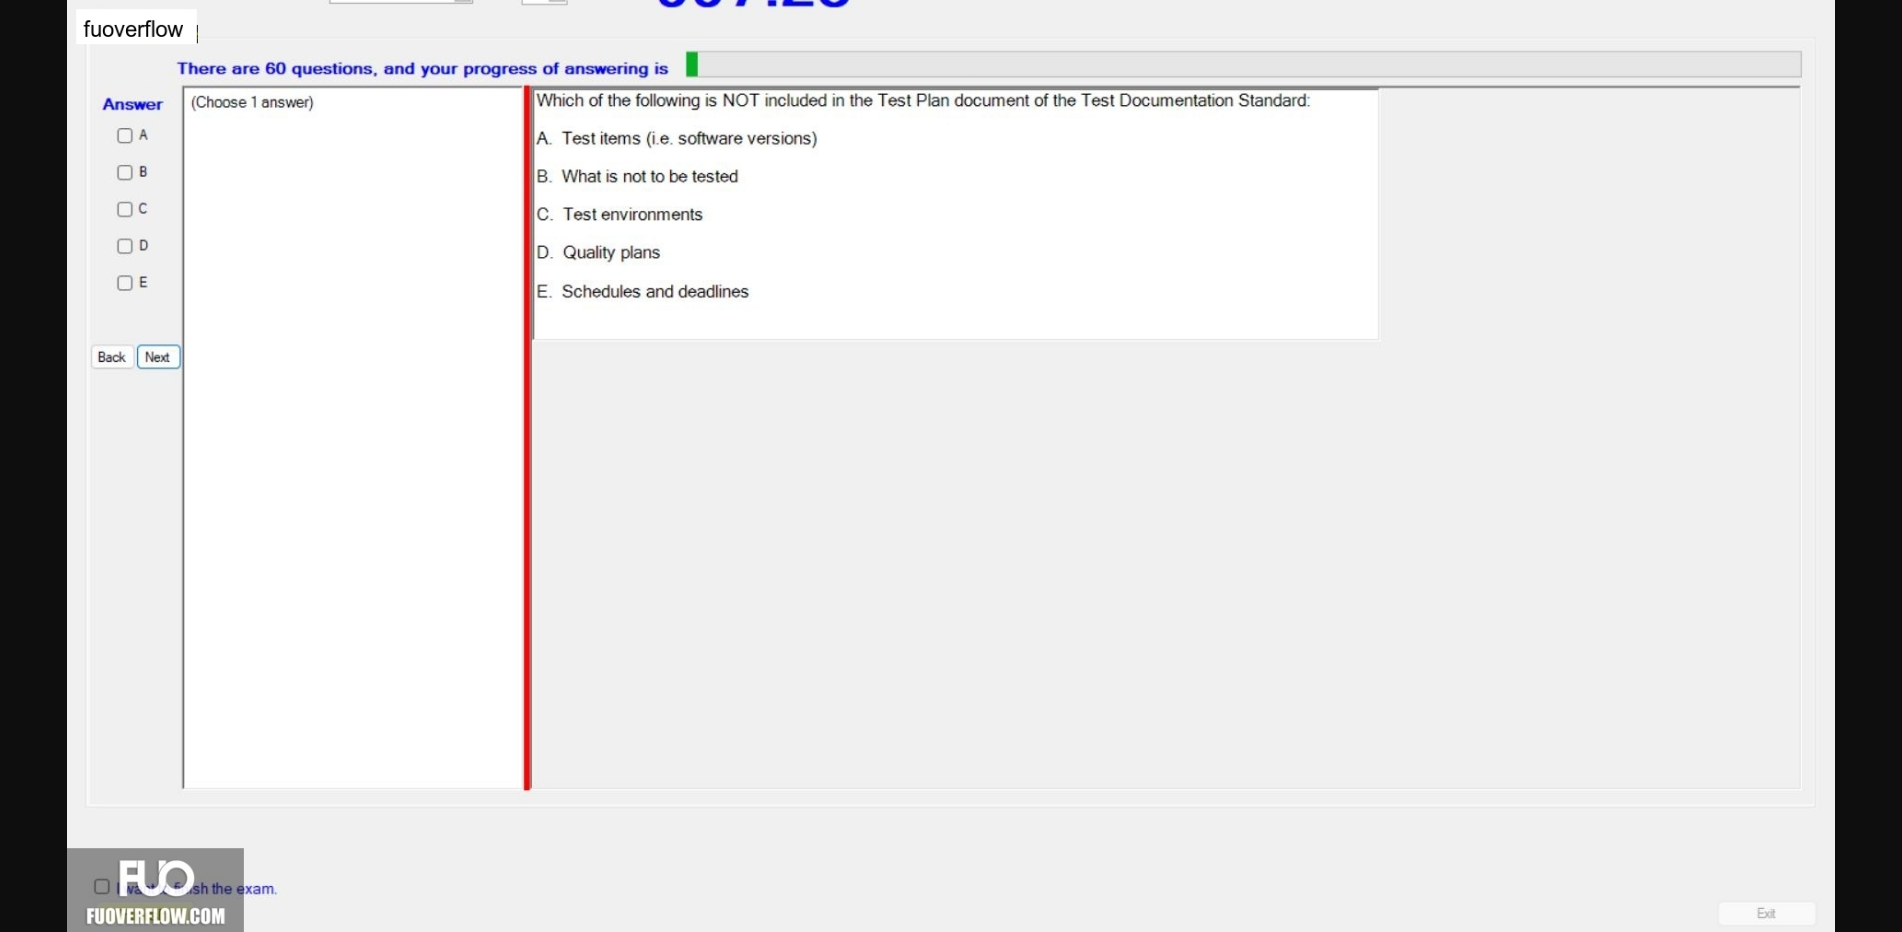 fuoverflow
There are 60 questions, and your progress of answering is
Answer
(Choose 1 answer)
A
B
C
D
E
Back Next
Which of the following is NOT included in the Test Plan document of the Test Documentation Standard:
A. Test items (i.e. software versions)
B. What is not to be tested
C. Test environments
D. Quality plans
E. Schedules and deadlines
FUO
I want finish the exam.
FUOVERFLOW.COM
Exit